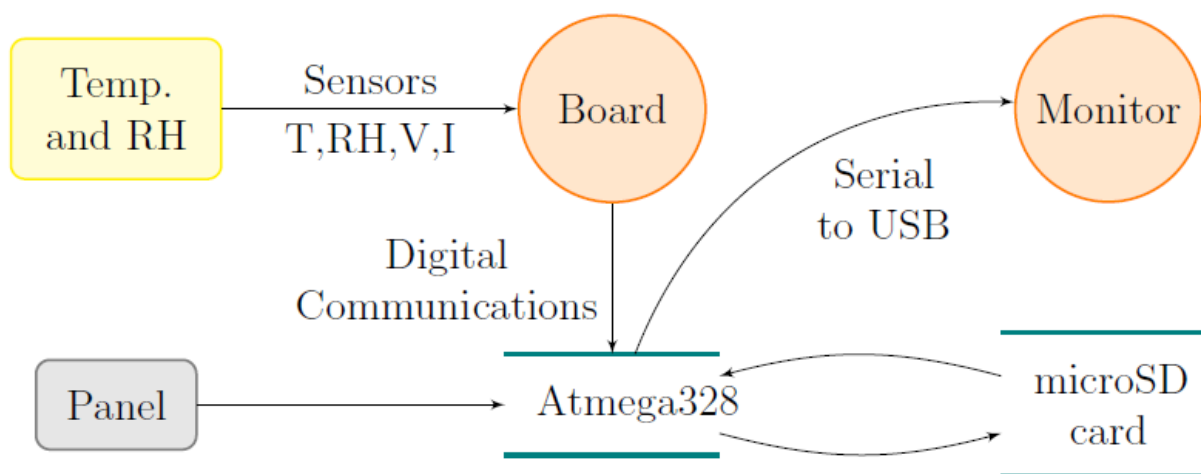 Temp.
and RH
Sensors
T,RH,V,I
Board
Monitor
Serial
to USB
Digital
Communications
Panel
Atmega328
microSD
card